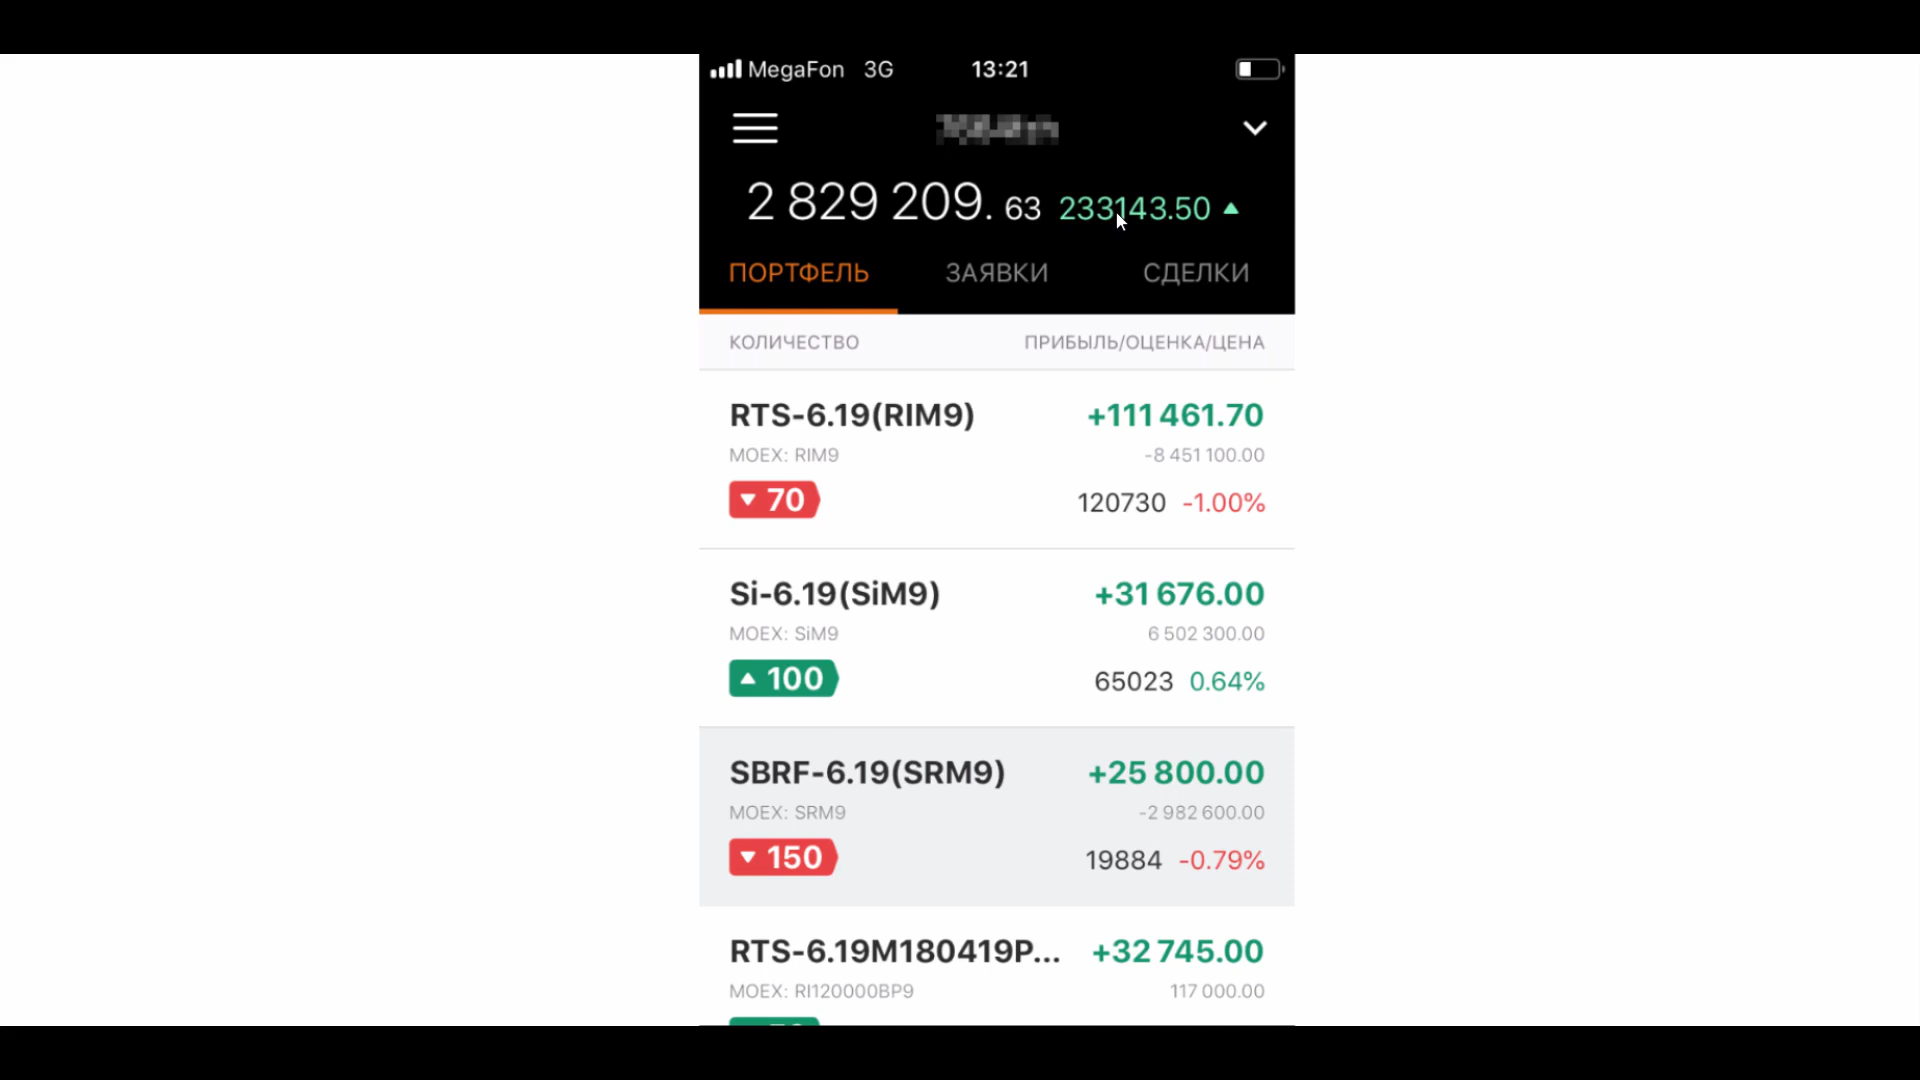 MegaFon 3G 13:21
2 829 209. 63 233143.50
ПОРТФЕЛЬ ЗАЯВКИ СДЕЛКИ
КОЛИЧЕСТВО ПРИБЫЛЬ/ОЦЕНКА/ЦЕНА
RTS-6.19(RIM9) +111 461.70
MOEX: RIM9 -8 451 100.00
70 120730 -1.00%
Si-6.19(SiM9) +31 676.00
MOEX: SiM9 6 502 300.00
100 65023 0.64%
SBRF-6.19(SRM9) +25 800.00
MOEX: SRM9 -2 982 600.00
150 19884 -0.79%
RTS-6.19M180419P... +32 745.00
MOEX: RI120000BP9 117 000.00